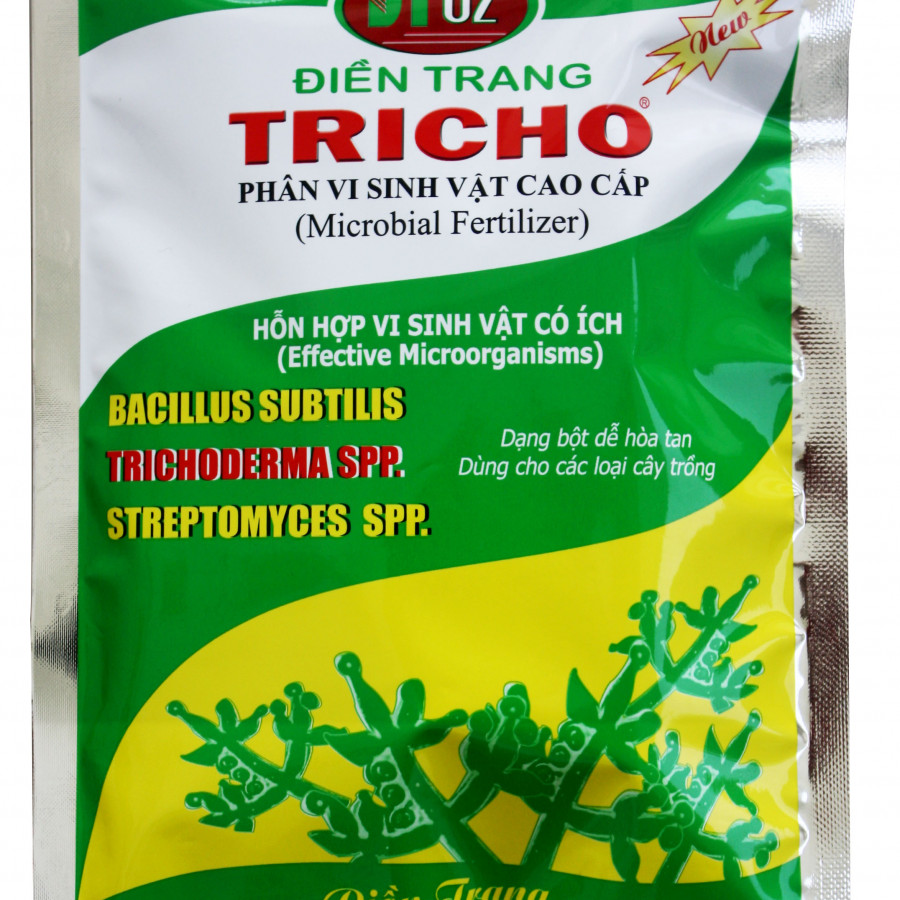 New
ĐIỀN TRANG
TRICHO®
PHÂN VI SINH VẬT CAO CẤP
(Microbial Fertilizer)
HỖN HỢP VI SINH VẬT CÓ ÍCH
(Effective Microorganisms)
BACILLUS SUBTILIS
TRICHODERMA SPP.
STREPTOMYCES SPP.
Dạng bột dễ hòa tan
Dùng cho các loại cây trồng
Điền Trang